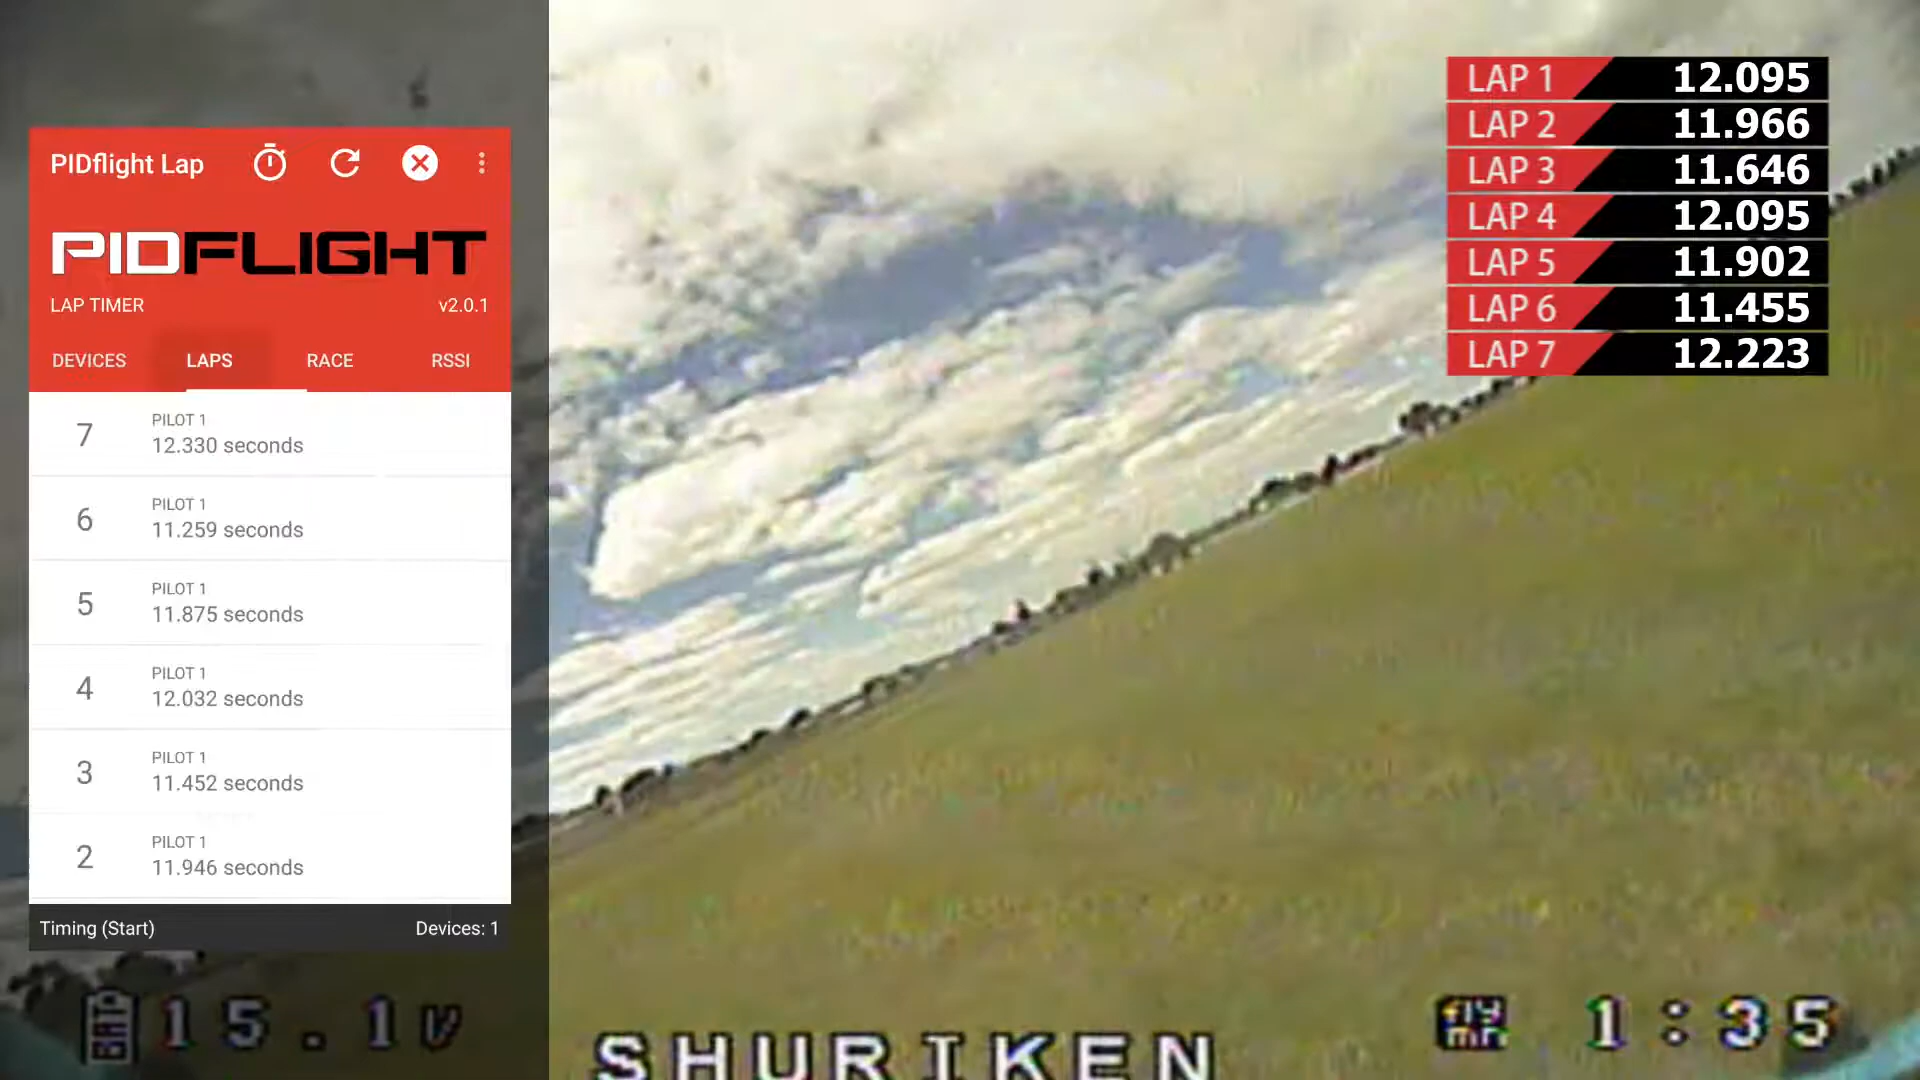 PIDflight Lap
PIDFLIGHT
LAP TIMER v2.0.1
DEVICES LAPS RACE RSSI
7 PILOT 1
12.330 seconds
6 PILOT 1
11.259 seconds
5 PILOT 1
11.875 seconds
4 PILOT 1
12.032 seconds
3 PILOT 1
11.452 seconds
2 PILOT 1
11.946 seconds
Timing (Start) Devices: 1
LAP 1 12.095
LAP 2 11.966
LAP 3 11.646
LAP 4 12.095
LAP 5 11.902
LAP 6 11.455
LAP 7 12.223
BAT 15.1V
SHURIKEN
fly mn 1:35